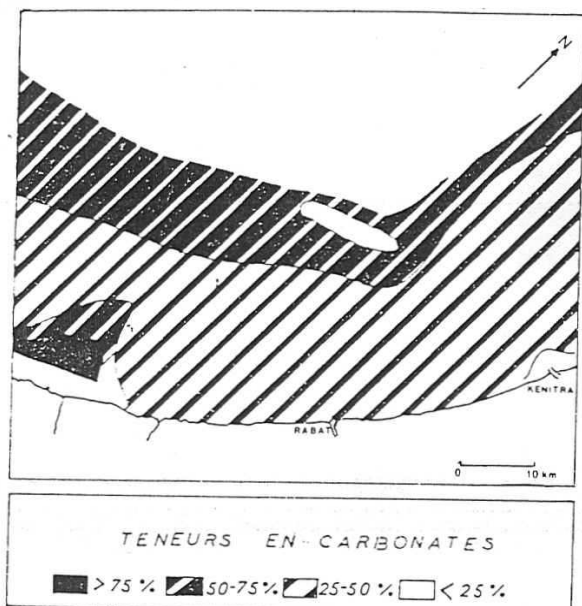 N
KENITRA
RABAT
0 10 km
TENEURS EN CARBONATES
>75 % 50-75 % 25-50 % <25 %